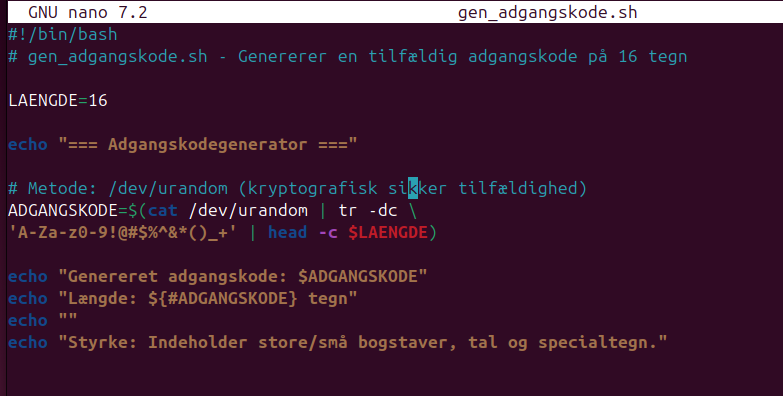 GNU nano 7.2 gen_adgangskode.sh
#!/bin/bash
# gen_adgangskode.sh - Genererer en tilfældig adgangskode på 16 tegn
LAENGDE=16
echo "=== Adgangskodegenerator ==="
# Metode: /dev/urandom (kryptografisk sikker tilfældighed)
ADGANGSKODE=$(cat /dev/urandom | tr -dc \
'A-Za-z0-9!@#$%^&*()_+' | head -c $LAENGDE)
echo "Genereret adgangskode: $ADGANGSKODE"
echo "Længde: ${#ADGANGSKODE} tegn"
echo ""
echo "Styrke: Indeholder store/små bogstaver, tal og specialtegn."